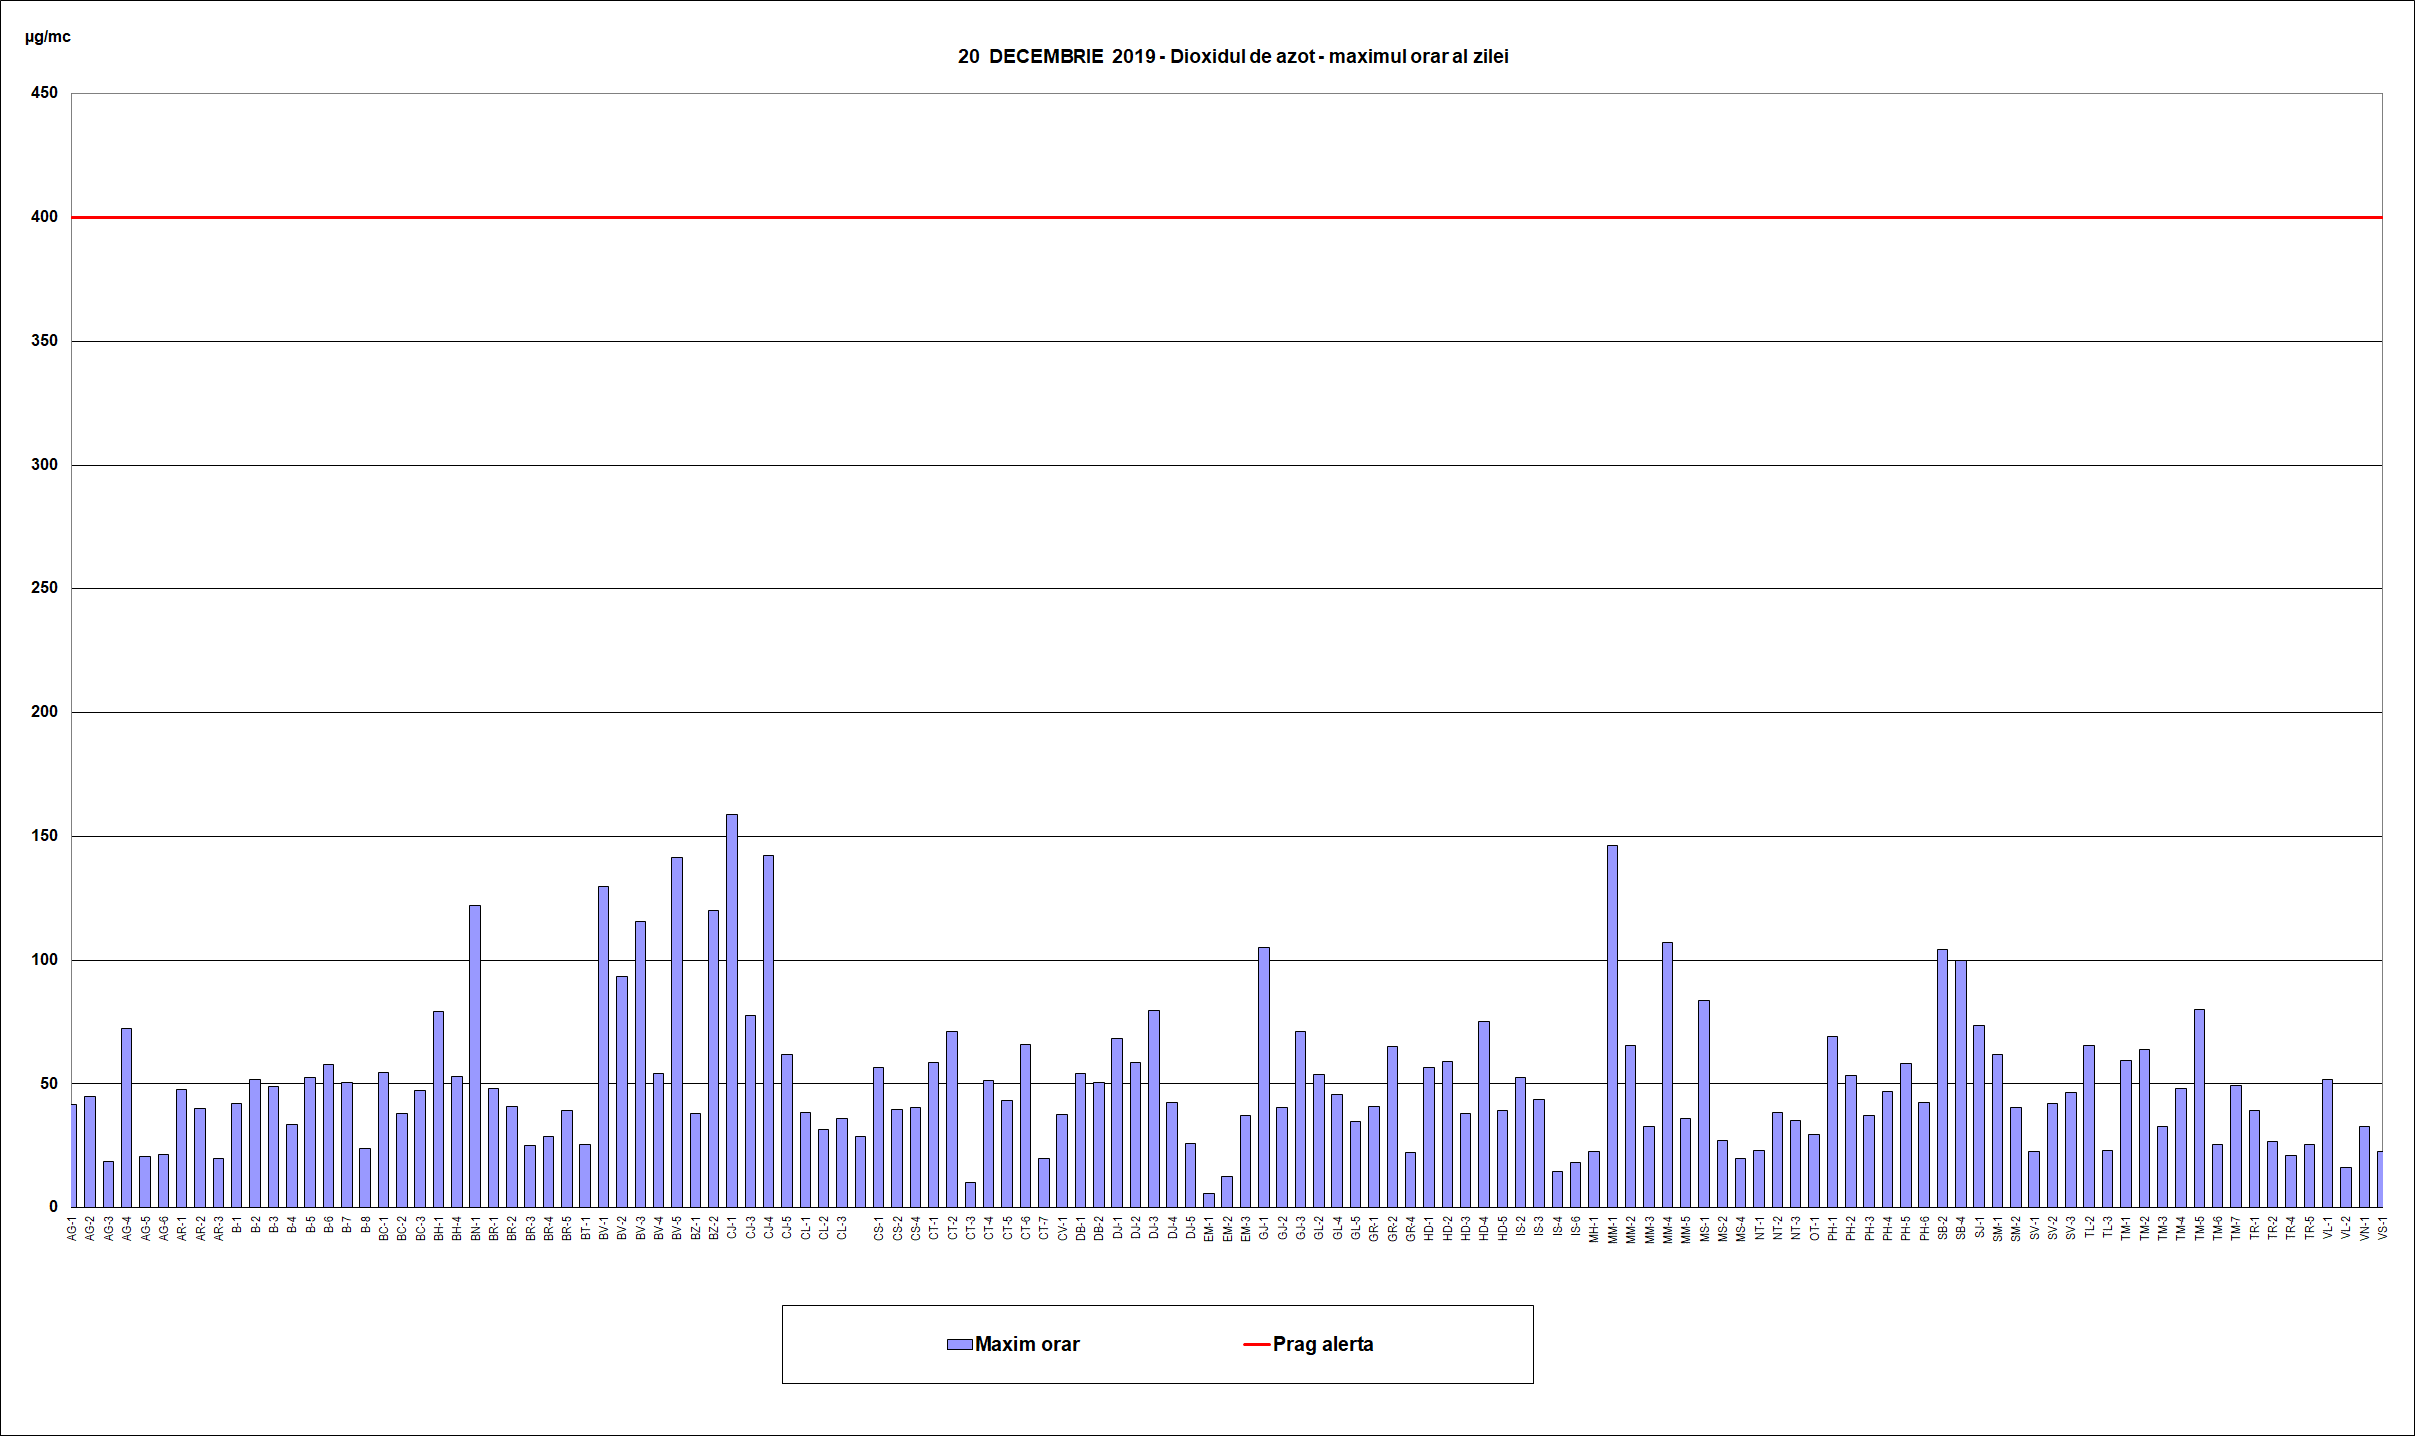 µg/mc
20 DECEMBRIE 2019 - Dioxidul de azot - maximul orar al zilei
450
400
350
300
250
200
150
100
50
0
AG-1 AG-2 AG-3 AG-4 AG-5 AG-6 AR-1 AR-2 AR-3 B-1 B-2 B-3 B-4 B-5 B-6 B-7 B-8 BC-1 BC-2 BC-3 BH-1 BH-4 BN-1 BR-1 BR-2 BR-3 BR-4 BR-5 BT-1 BV-1 BV-2 BV-3 BV-4 BV-5 BZ-1 BZ-2 CJ-1 CJ-3 CJ-4 CJ-5 CL-1 CL-2 CL-3 CS-1 CS-2 CS-4 CT-1 CT-2 CT-3 CT-4 CT-5 CT-6 CT-7 CV-1 DB-1 DB-2 DJ-1 DJ-2 DJ-3 DJ-4 DJ-5 EM-1 EM-2 EM-3 GJ-1 GJ-2 GJ-3 GL-2 GL-4 GL-5 GR-1 GR-2 GR-4 HD-1 HD-2 HD-3 HD-4 HD-5 IS-2 IS-3 IS-4 IS-6 MH-1 MM-1 MM-2 MM-3 MM-4 MM-5 MS-1 MS-2 MS-4 NT-1 NT-2 NT-3 OT-1 PH-1 PH-2 PH-3 PH-4 PH-5 PH-6 SB-2 SB-4 SJ-1 SM-1 SM-2 SV-1 SV-2 SV-3 TL-2 TL-3 TM-1 TM-2 TM-3 TM-4 TM-5 TM-6 TM-7 TR-1 TR-2 TR-4 TR-5 VL-1 VL-2 VN-1 VS-1
Maxim orar
Prag alerta